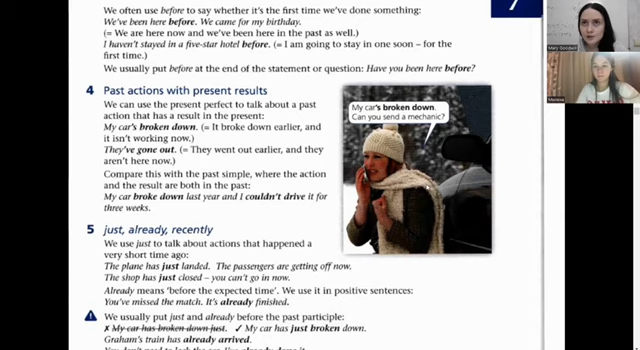 We often use before to say whether it's the first time we've done something:
We've been here before. We came for my birthday.
(= We are here now and we've been here in the past as well.)
I haven't stayed in a five-star hotel before. (= I am going to stay in one soon – for the
first time.)
We usually put before at the end of the statement or question: Have you been here before?
7
Mary Goodwin
4 Past actions with present results
We can use the present perfect to talk about a past
action that has a result in the present:
My car's broken down. (= It broke down earlier, and
it isn't working now.)
They've gone out. (= They went out earlier, and they
aren't here now.)
Compare this with the past simple, where the action
and the result are both in the past:
My car broke down last year and I couldn't drive it for
three weeks.
My car's broken down.
Can you send a mechanic?
5 just, already, recently
We use just to talk about actions that happened a
very short time ago:
The plane has just landed. The passengers are getting off now.
The shop has just closed – you can't go in now.
Already means 'before the expected time'. We use it in positive sentences:
You've missed the match. It's already finished.
We usually put just and already before the past participle:
✗ My car has broken down just. ✓ My car has just broken down.
Graham's train has already arrived.